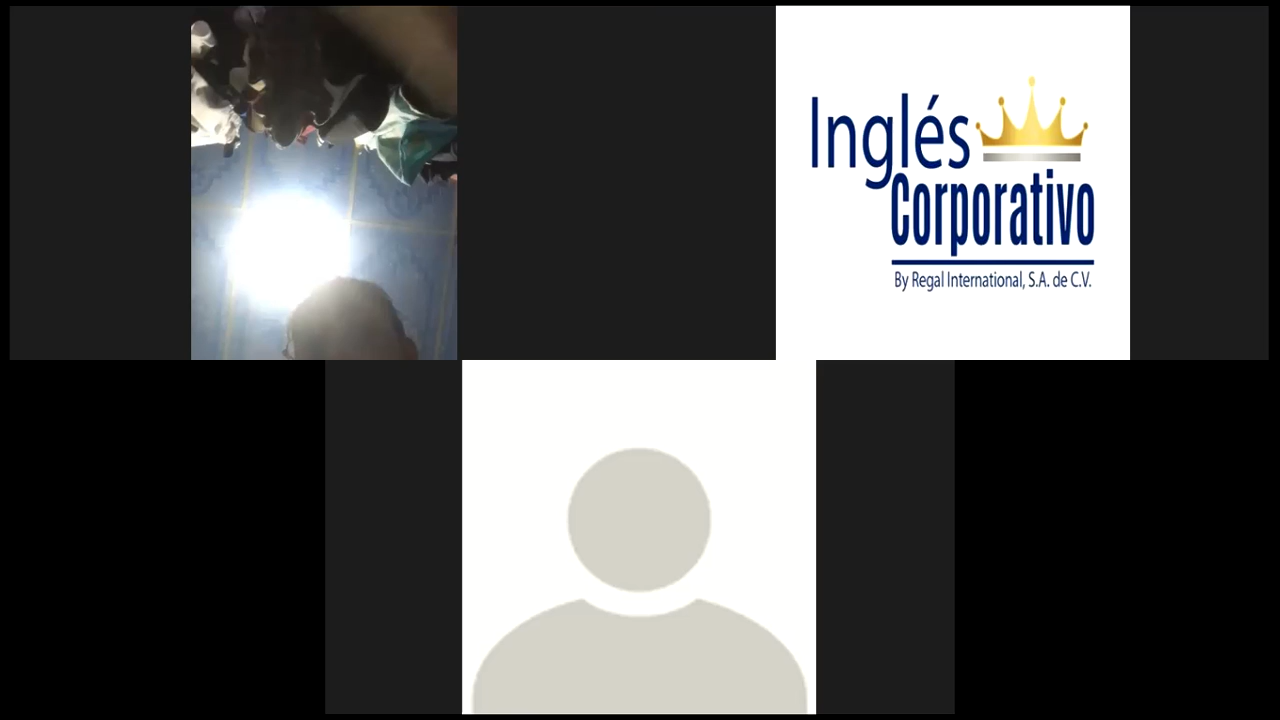 Inglés
Corporativo
By Regal International, S.A. de C.V.